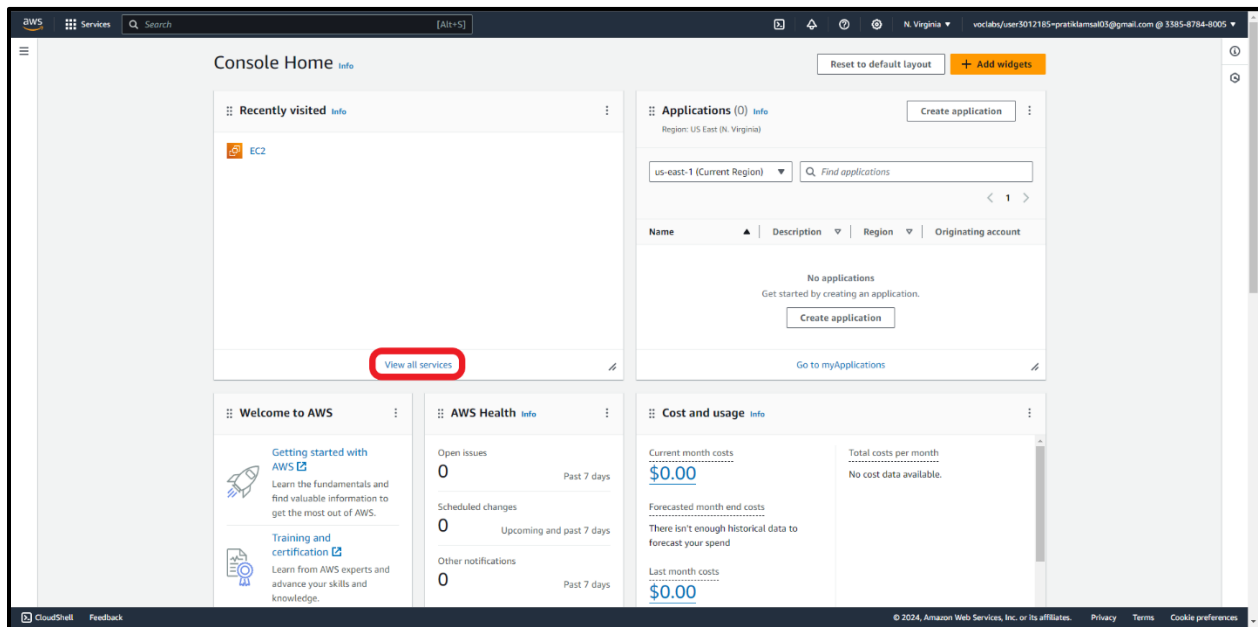 aws Services Search [Alt+S] N. Virginia ▼ voclabs/user3012185=pratiklamsal03@gmail.com @ 3385-8784-8005 ▼
Console Home Info
Reset to default layout
+ Add widgets
Recently visited Info
EC2
View all services
Applications (0) Info
Region: US East (N. Virginia)
Create application
us-east-1 (Current Region) ▼
Find applications
< 1 >
Name ▲ Description ▽ Region ▽ Originating account
No applications
Get started by creating an application.
Create application
Go to myApplications
Welcome to AWS
Getting started with
AWS
Learn the fundamentals and
find valuable information to
get the most out of AWS.
Training and
certification
Learn from AWS experts and
advance your skills and
knowledge.
AWS Health Info
Open issues
0 Past 7 days
Scheduled changes
0 Upcoming and past 7 days
Other notifications
0 Past 7 days
Cost and usage Info
Current month costs
$0.00
Forecasted month end costs
There isn't enough historical data to
forecast your spend
Last month costs
$0.00
Total costs per month
No cost data available.
CloudShell Feedback © 2024, Amazon Web Services, Inc. or its affiliates. Privacy Terms Cookie preferences